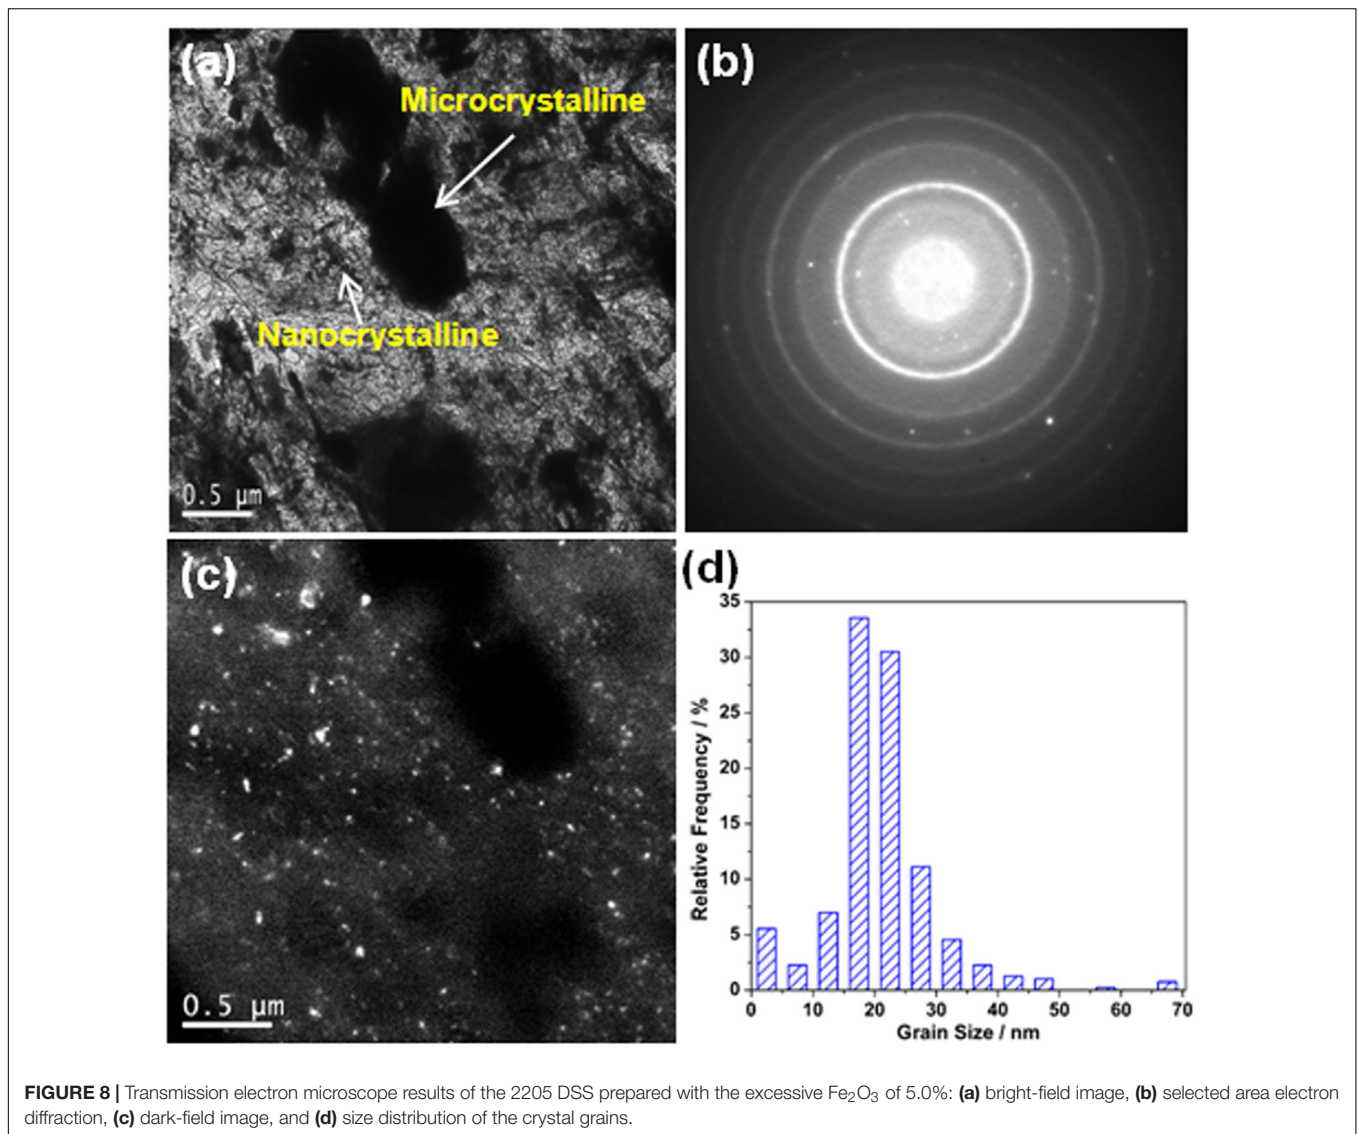 (a)
Microcrystalline
Nanocrystalline
0.5 µm
(b)
(c)
0.5 µm
(d)
35
30
25
20
15
10
5
0
Relative Frequency / %
0 10 20 30 40 50 60 70
Grain Size / nm
FIGURE 8 | Transmission electron microscope results of the 2205 DSS prepared with the excessive Fe₂O₃ of 5.0%: (a) bright-field image, (b) selected area electron
diffraction, (c) dark-field image, and (d) size distribution of the crystal grains.